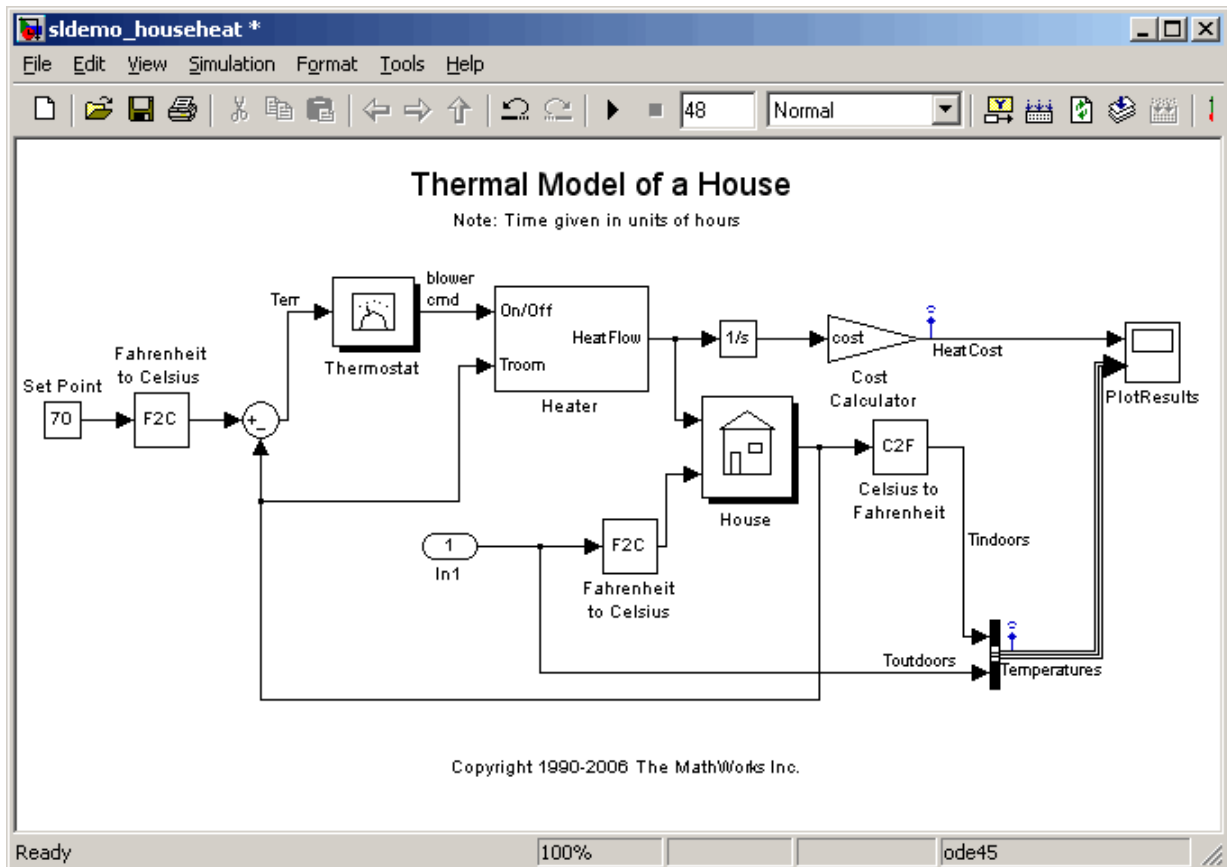 sldemo_househeat *
File Edit View Simulation Format Tools Help
48 Normal
Thermal Model of a House
Note: Time given in units of hours
blower
cmd
Terr
On/Off
HeatFlow
1/s
cost
HeatCost
Fahrenheit
to Celsius
Thermostat
Troom
Heater
Cost
Calculator
PlotResults
Set Point
70
F2C
+-
C2F
Celsius to
Fahrenheit
House
1
In1
F2C
Fahrenheit
to Celsius
Tindoors
Toutdoors
Temperatures
Copyright 1990-2006 The MathWorks Inc.
Ready 100% ode45